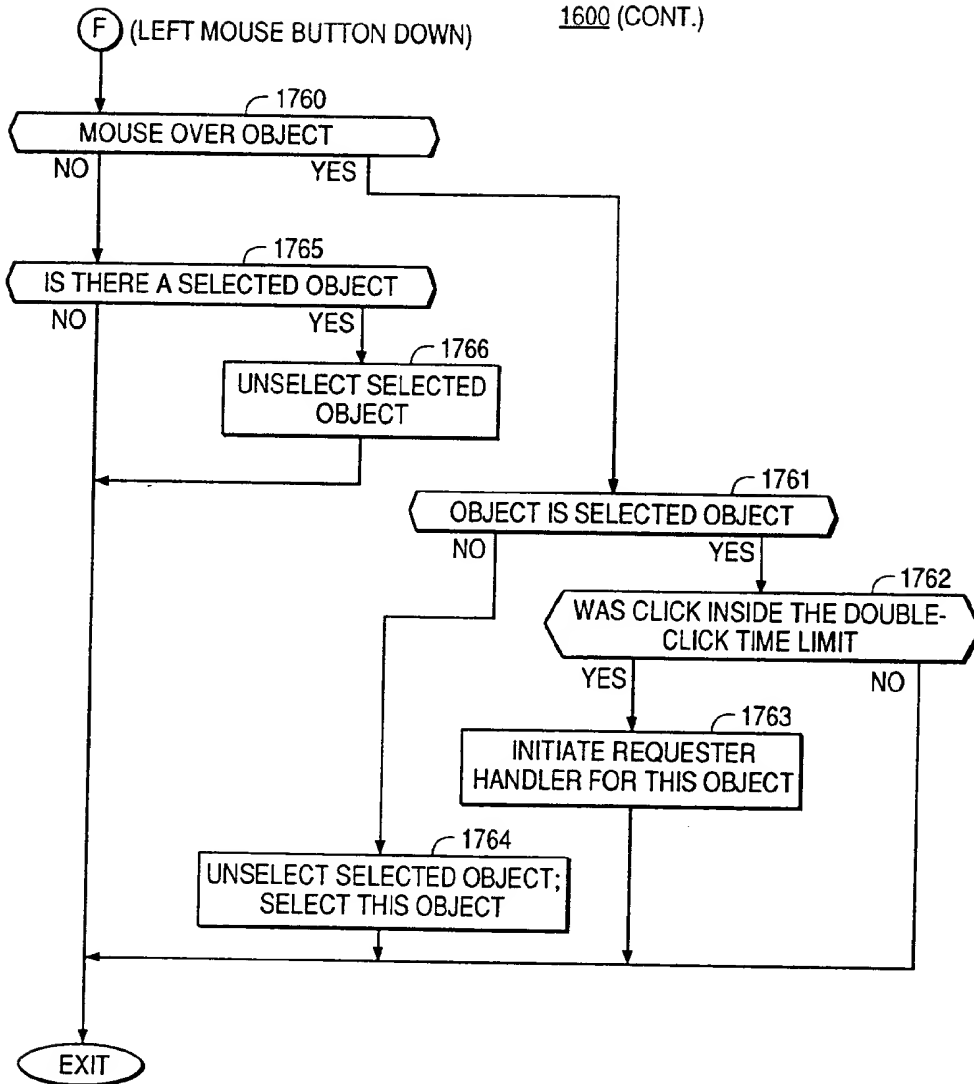 1600 (CONT.)
F (LEFT MOUSE BUTTON DOWN)
1760
MOUSE OVER OBJECT
NO
YES
1765
IS THERE A SELECTED OBJECT
NO
YES
1766
UNSELECT SELECTED
OBJECT
1761
OBJECT IS SELECTED OBJECT
NO
YES
1762
WAS CLICK INSIDE THE DOUBLE-
CLICK TIME LIMIT
YES
NO
1763
INITIATE REQUESTER
HANDLER FOR THIS OBJECT
1764
UNSELECT SELECTED OBJECT;
SELECT THIS OBJECT
EXIT